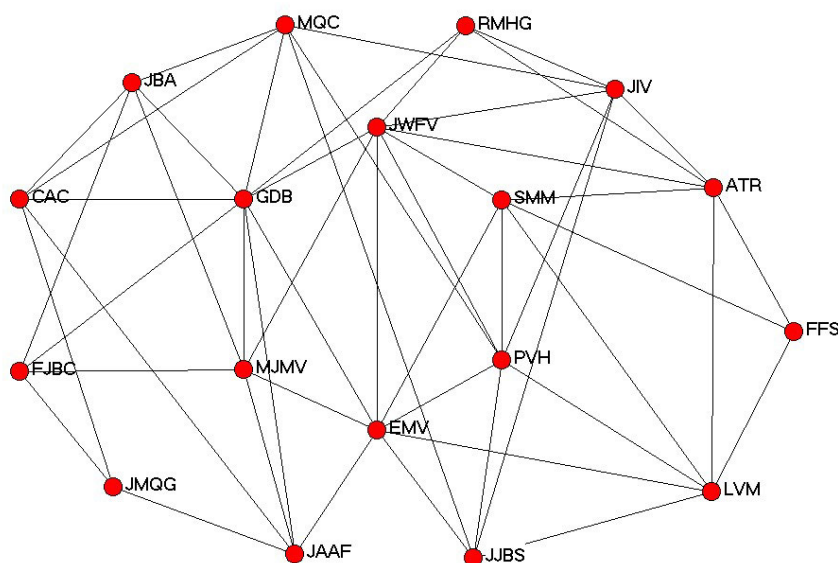 MQC
RMHG
JBA
JIV
JWFV
CAC
GDB
SMM
ATR
FFS
FJBC
MJMV
PVH
EMV
JMQG
LVM
JAAF
JJBS